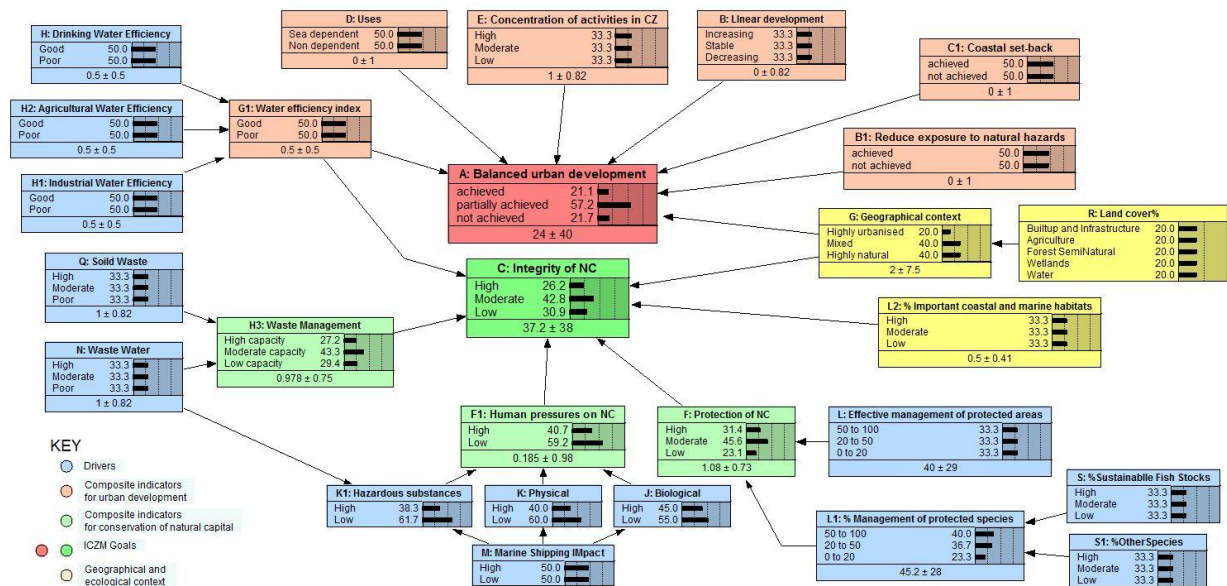 H: Drinking Water Efficiency
Good 50.0
Poor 50.0
0.5 ± 0.5
D: Uses
Sea dependent 50.0
Non dependent 50.0
0 ± 1
E: Concentration of activities in CZ
High 33.3
Moderate 33.3
Low 33.3
1 ± 0.82
B: LInear development
Increasing 33.3
Stable 33.3
Decreasing 33.3
0 ± 0.82
C1: Coastal set-back
achieved 50.0
not achieved 50.0
0 ± 1
H2: Agricultural Water Efficiency
Good 50.0
Poor 50.0
0.5 ± 0.5
G1: Water efficiency index
Good 50.0
Poor 50.0
0.5 ± 0.5
B1: Reduce exposure to natural hazards
achieved 50.0
not achieved 50.0
0 ± 1
H1: Industrial Water Efficiency
Good 50.0
Poor 50.0
0.5 ± 0.5
A: Balanced urban development
achieved 21.1
partially achieved 57.2
not achieved 21.7
24 ± 40
G: Geographical context
Highly urbanised 20.0
Mixed 40.0
Highly natural 40.0
2 ± 7.5
R: Land cover%
Builtup and Infrastructure 20.0
Agriculture 20.0
Forest SemiNatural 20.0
Wetlands 20.0
Water 20.0
Q: Soild Waste
High 33.3
Moderate 33.3
Poor 33.3
1 ± 0.82
C: Integrity of NC
High 26.2
Moderate 42.8
Low 30.9
37.2 ± 38
L2: % Important coastal and marine habitats
High 33.3
Moderate 33.3
Low 33.3
0.5 ± 0.41
H3: Waste Management
High capacity 27.2
Moderate capacity 43.3
Low capacity 29.4
0.978 ± 0.75
N: Waste Water
High 33.3
Moderate 33.3
Poor 33.3
1 ± 0.82
F1: Human pressures on NC
High 40.7
Low 59.2
0.185 ± 0.98
F: Protection of NC
High 31.4
Moderate 45.6
Low 23.1
1.08 ± 0.73
L: Effective management of protected areas
50 to 100 33.3
20 to 50 33.3
0 to 20 33.3
40 ± 29
K1: Hazardous substances
High 38.3
Low 61.7
K: Physical
High 40.0
Low 60.0
J: Biological
High 45.0
Low 55.0
M: Marine Shipping IMpact
High 50.0
Low 50.0
L1: % Management of protected species
50 to 100 40.0
20 to 50 36.7
0 to 20 23.3
45.2 ± 28
S: %Sustainablle Fish Stocks
High 33.3
Moderate 33.3
Low 33.3
S1: %OtherSpecies
High 33.3
Moderate 33.3
Low 33.3
KEY
Drivers
Composite indicators
for urban development
Composite indicators
for conservation of natural capital
ICZM Goals
Geographical and
ecological context